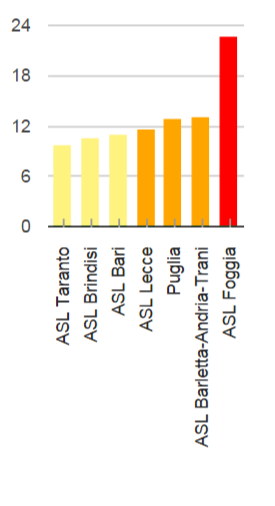 24
18
12
6
0
ASL Taranto
ASL Brindisi
ASL Bari
ASL Lecce
Puglia
ASL Barletta-Andria-Trani
ASL Foggia